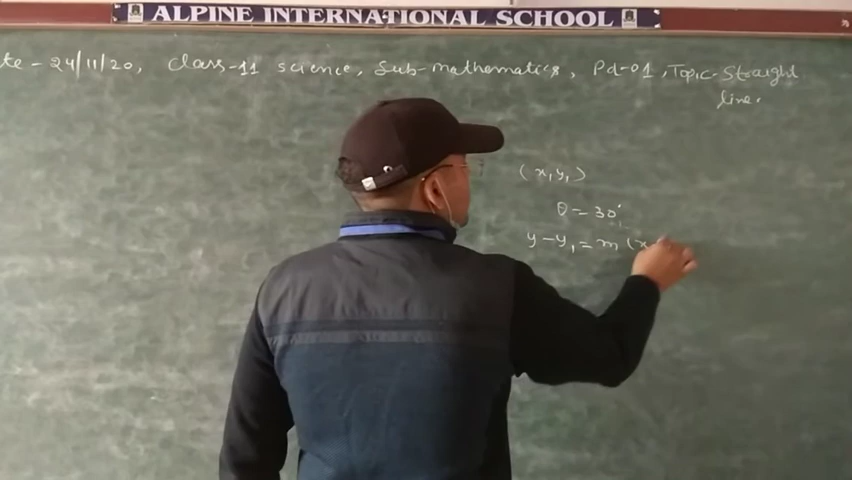 ALPINE INTERNATIONAL SCHOOL
te - 24/11/20, Class-11 science, Sub-mathematics, Pd-01, Topic-Straight
line.
(x₁y₁)
θ = 30°
y-y₁ = m (x